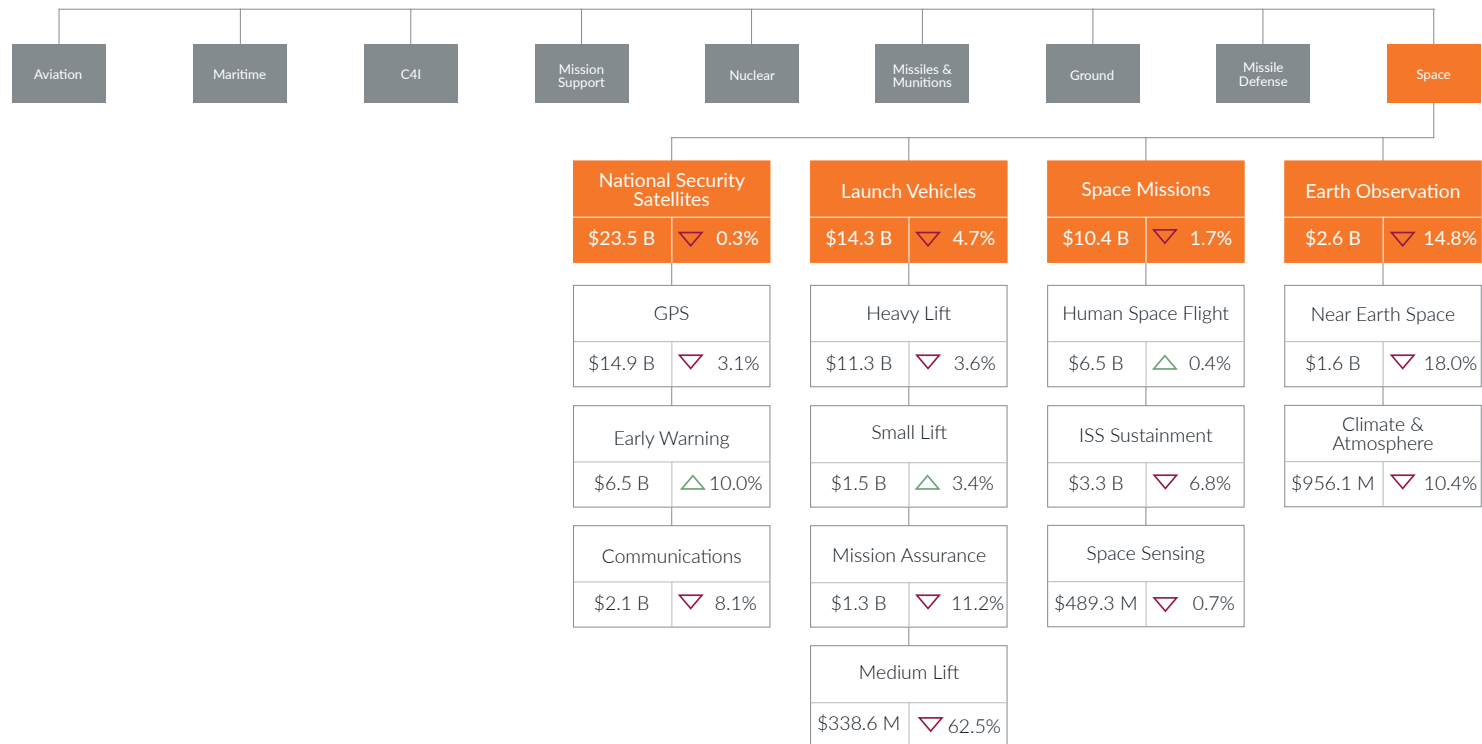 Aviation
Maritime
C4I
Mission
Support
Nuclear
Missiles &
Munitions
Ground
Missile
Defense
Space
National Security
Satellites
$23.5 B
0.3%
GPS
$14.9 B
3.1%
Early Warning
$6.5 B
10.0%
Communications
$2.1 B
8.1%
Launch Vehicles
$14.3 B
4.7%
Heavy Lift
$11.3 B
3.6%
Small Lift
$1.5 B
3.4%
Mission Assurance
$1.3 B
11.2%
Medium Lift
$338.6 M
62.5%
Space Missions
$10.4 B
1.7%
Human Space Flight
$6.5 B
0.4%
ISS Sustainment
$3.3 B
6.8%
Space Sensing
$489.3 M
0.7%
Earth Observation
$2.6 B
14.8%
Near Earth Space
$1.6 B
18.0%
Climate &
Atmosphere
$956.1 M
10.4%